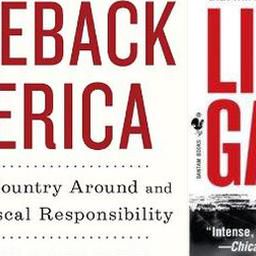 EBACK
ERICA
Country Around and
scal Responsibility
LI
GA
BANTAM BOOKS
"Intense,
—Chica